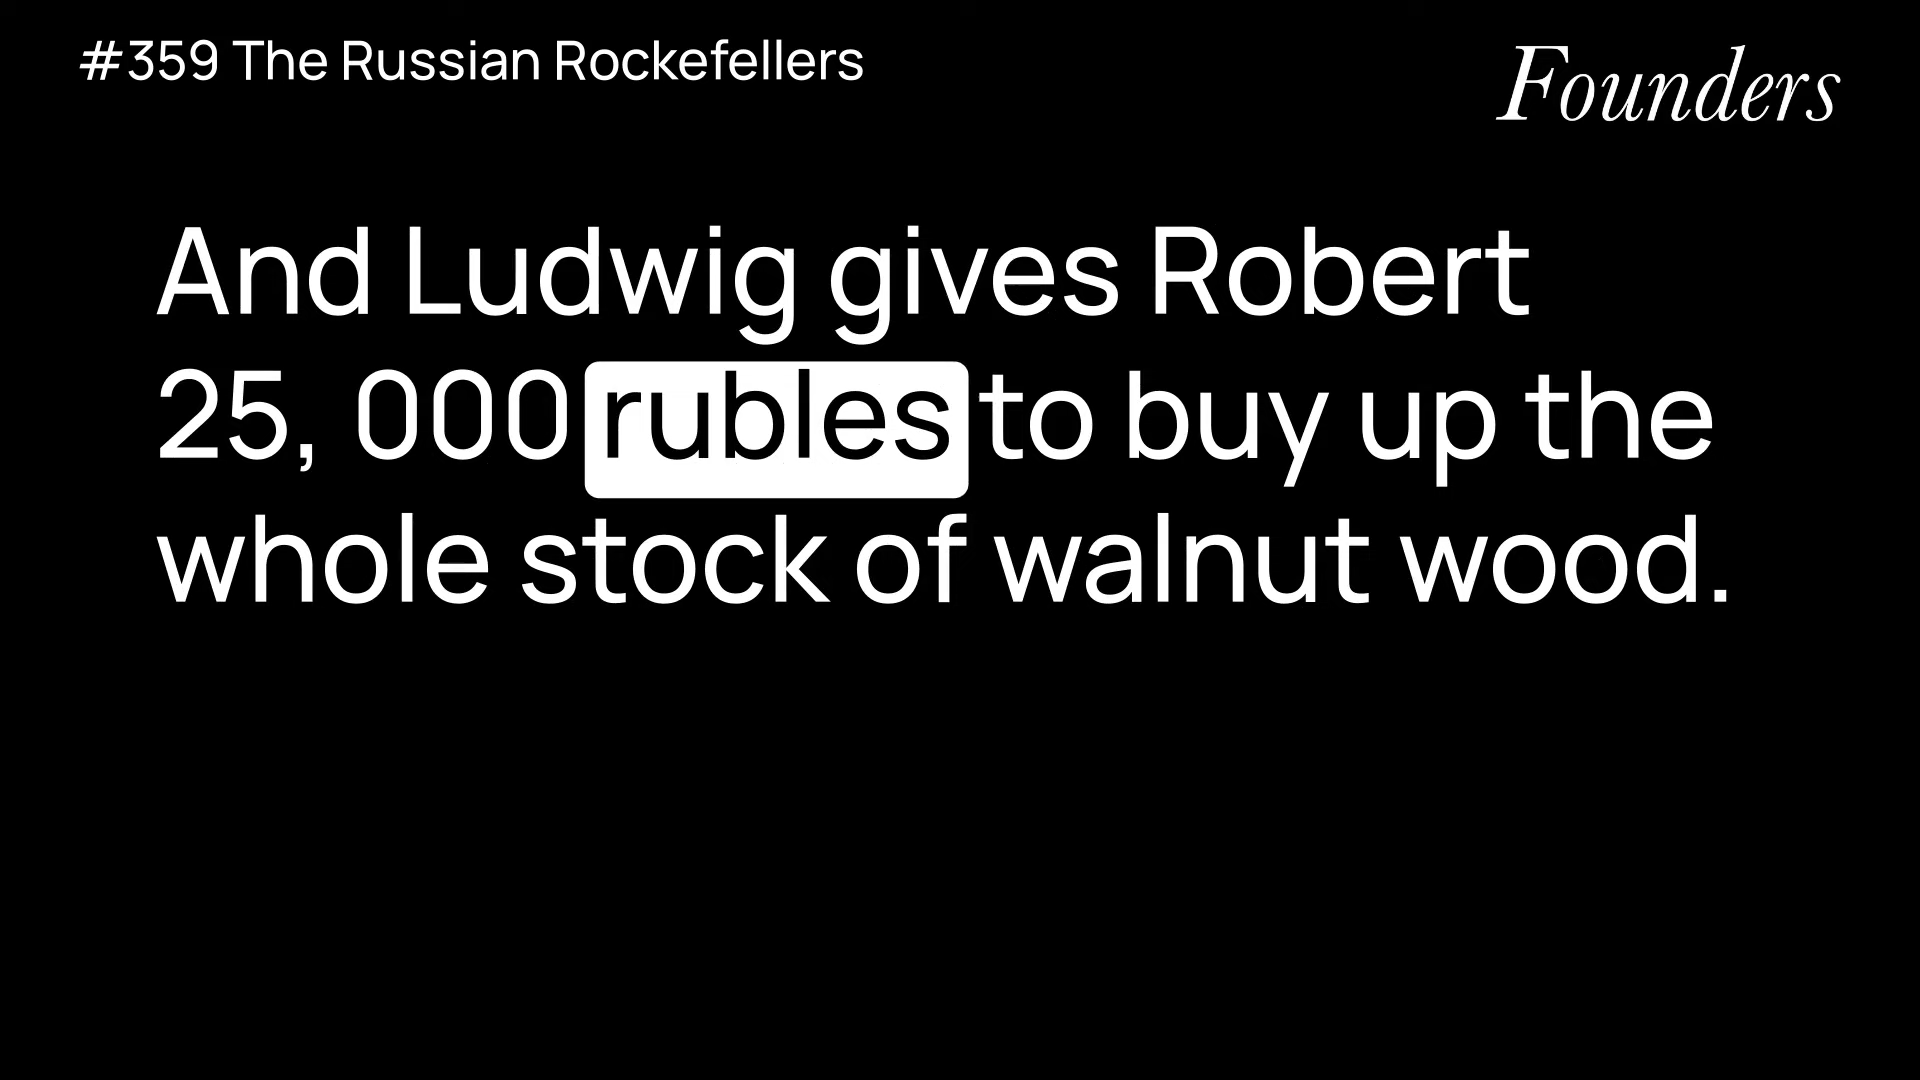 #359 The Russian Rockefellers
Founders
And Ludwig gives Robert
25, 000 rubles to buy up the
whole stock of walnut wood.